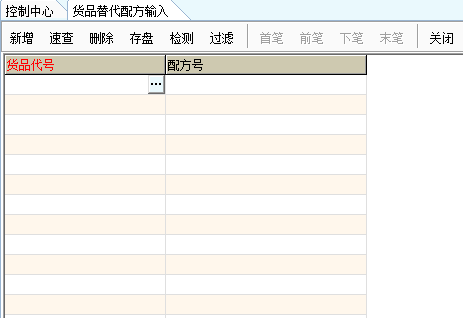 控制中心 货品替代配方输入
新增 速查 删除 存盘 检测 过滤 首笔 前笔 下笔 末笔 关闭
货品代号 配方号
...